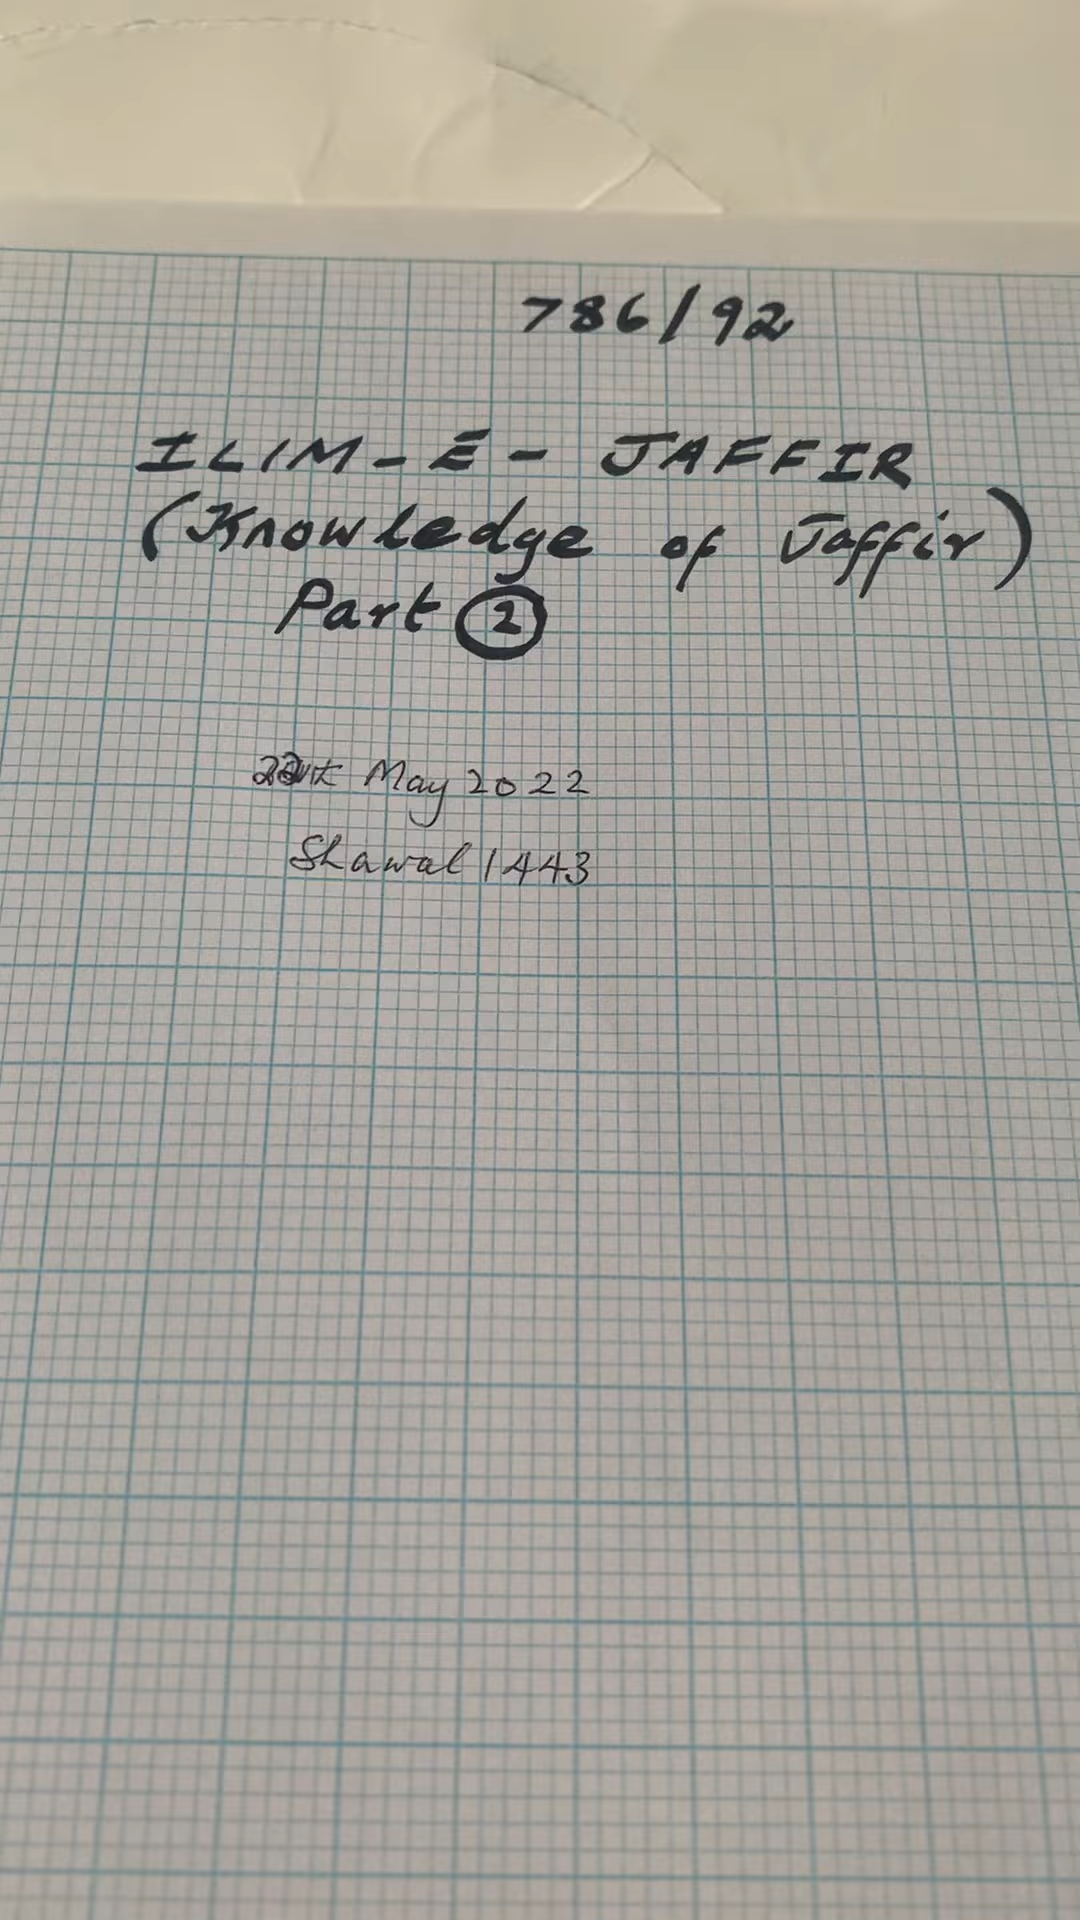 786/92
ILIM-E-JAFFIR
(Knowledge of Jaffir)
Part 2
May 2022
Shawal 1443